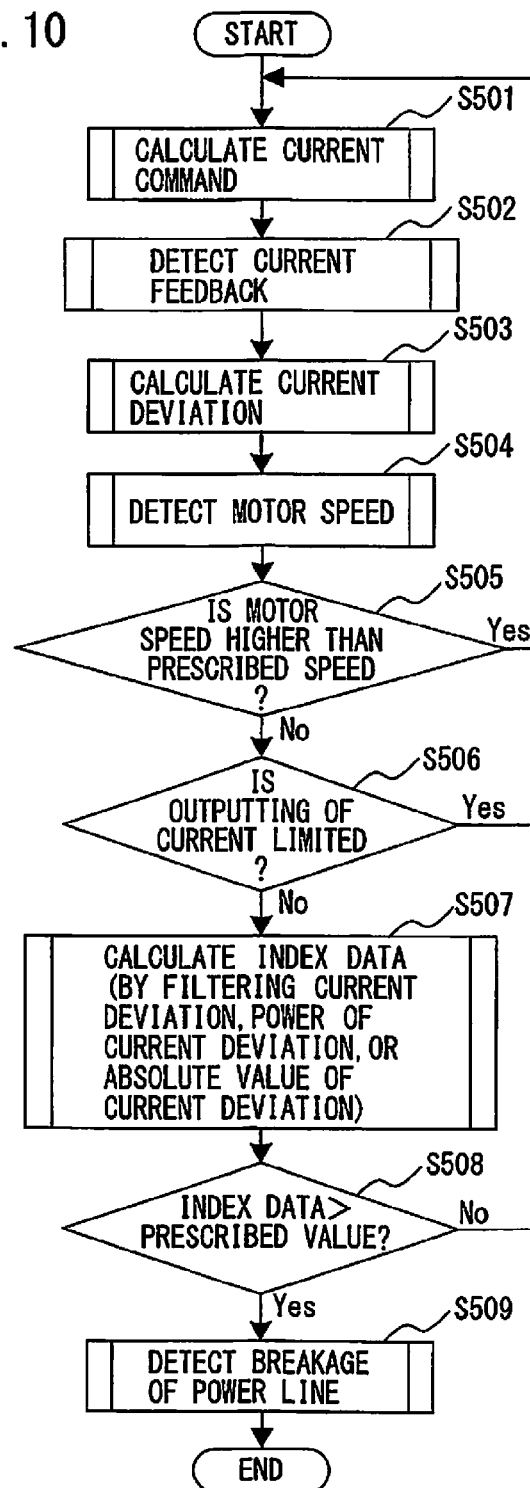 . 10
START
S501
CALCULATE CURRENT
COMMAND
S502
DETECT CURRENT
FEEDBACK
S503
CALCULATE CURRENT
DEVIATION
S504
DETECT MOTOR SPEED
S505
IS MOTOR
SPEED HIGHER THAN
PRESCRIBED SPEED
?
Yes
No
S506
IS
OUTPUTTING OF
CURRENT LIMITED
?
Yes
No
S507
CALCULATE INDEX DATA
(BY FILTERING CURRENT
DEVIATION, POWER OF
CURRENT DEVIATION, OR
ABSOLUTE VALUE OF
CURRENT DEVIATION)
S508
INDEX DATA>
PRESCRIBED VALUE?
No
Yes
S509
DETECT BREAKAGE
OF POWER LINE
END